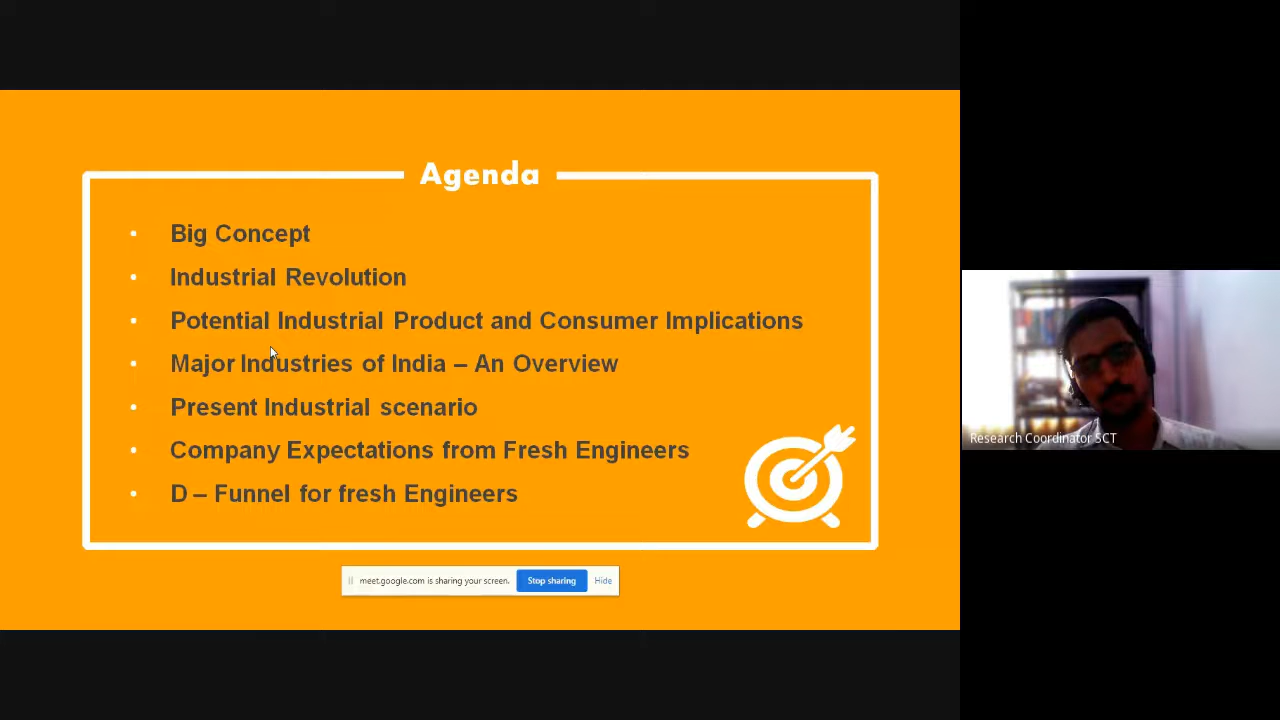 Agenda
• Big Concept
• Industrial Revolution
• Potential Industrial Product and Consumer Implications
• Major Industries of India – An Overview
• Present Industrial scenario
• Company Expectations from Fresh Engineers
• D – Funnel for fresh Engineers
meet.google.com is sharing your screen. Stop sharing Hide
Research Coordinator SCT